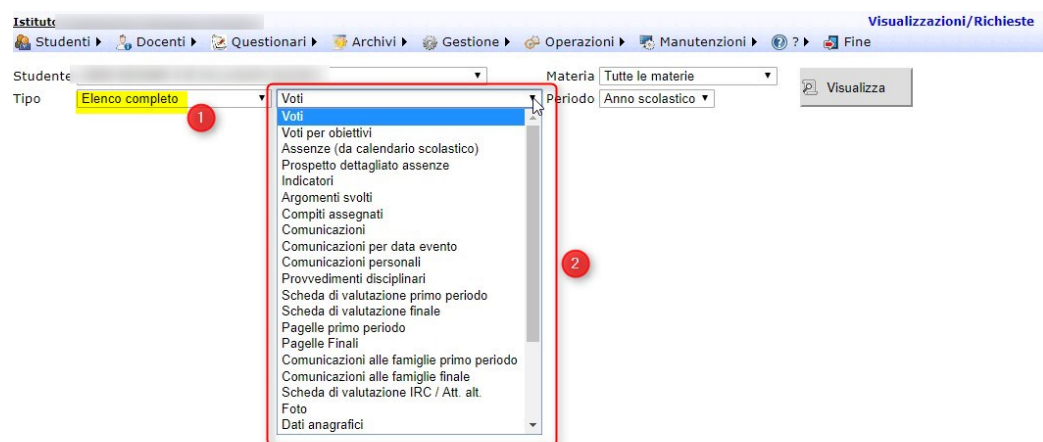 Istituto
Visualizzazioni/Richieste
Studenti Docenti Questionari Archivi Gestione Operazioni Manutenzioni ? Fine
Studente Materia Tutte le materie Visualizza
Tipo Elenco completo Voti Periodo Anno scolastico
1
Voti
Voti per obiettivi
Assenze (da calendario scolastico)
Prospetto dettagliato assenze
Indicatori
Argomenti svolti
Compiti assegnati
Comunicazioni
Comunicazioni per data evento
Comunicazioni personali
2
Provvedimenti disciplinari
Scheda di valutazione primo periodo
Scheda di valutazione finale
Pagelle primo periodo
Pagelle Finali
Comunicazioni alle famiglie primo periodo
Comunicazioni alle famiglie finale
Scheda di valutazione IRC / Att. alt.
Foto
Dati anagrafici